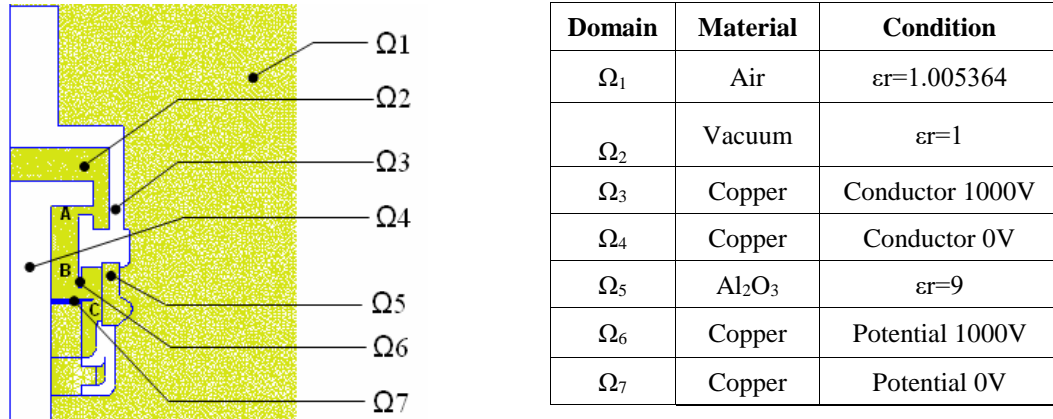 Ω1
Ω2
Ω3
Ω4
Ω5
Ω6
Ω7
A
B
C
Domain Material Condition
Ω₁ Air εr=1.005364
Ω₂ Vacuum εr=1
Ω₃ Copper Conductor 1000V
Ω₄ Copper Conductor 0V
Ω₅ Al₂O₃ εr=9
Ω₆ Copper Potential 1000V
Ω₇ Copper Potential 0V